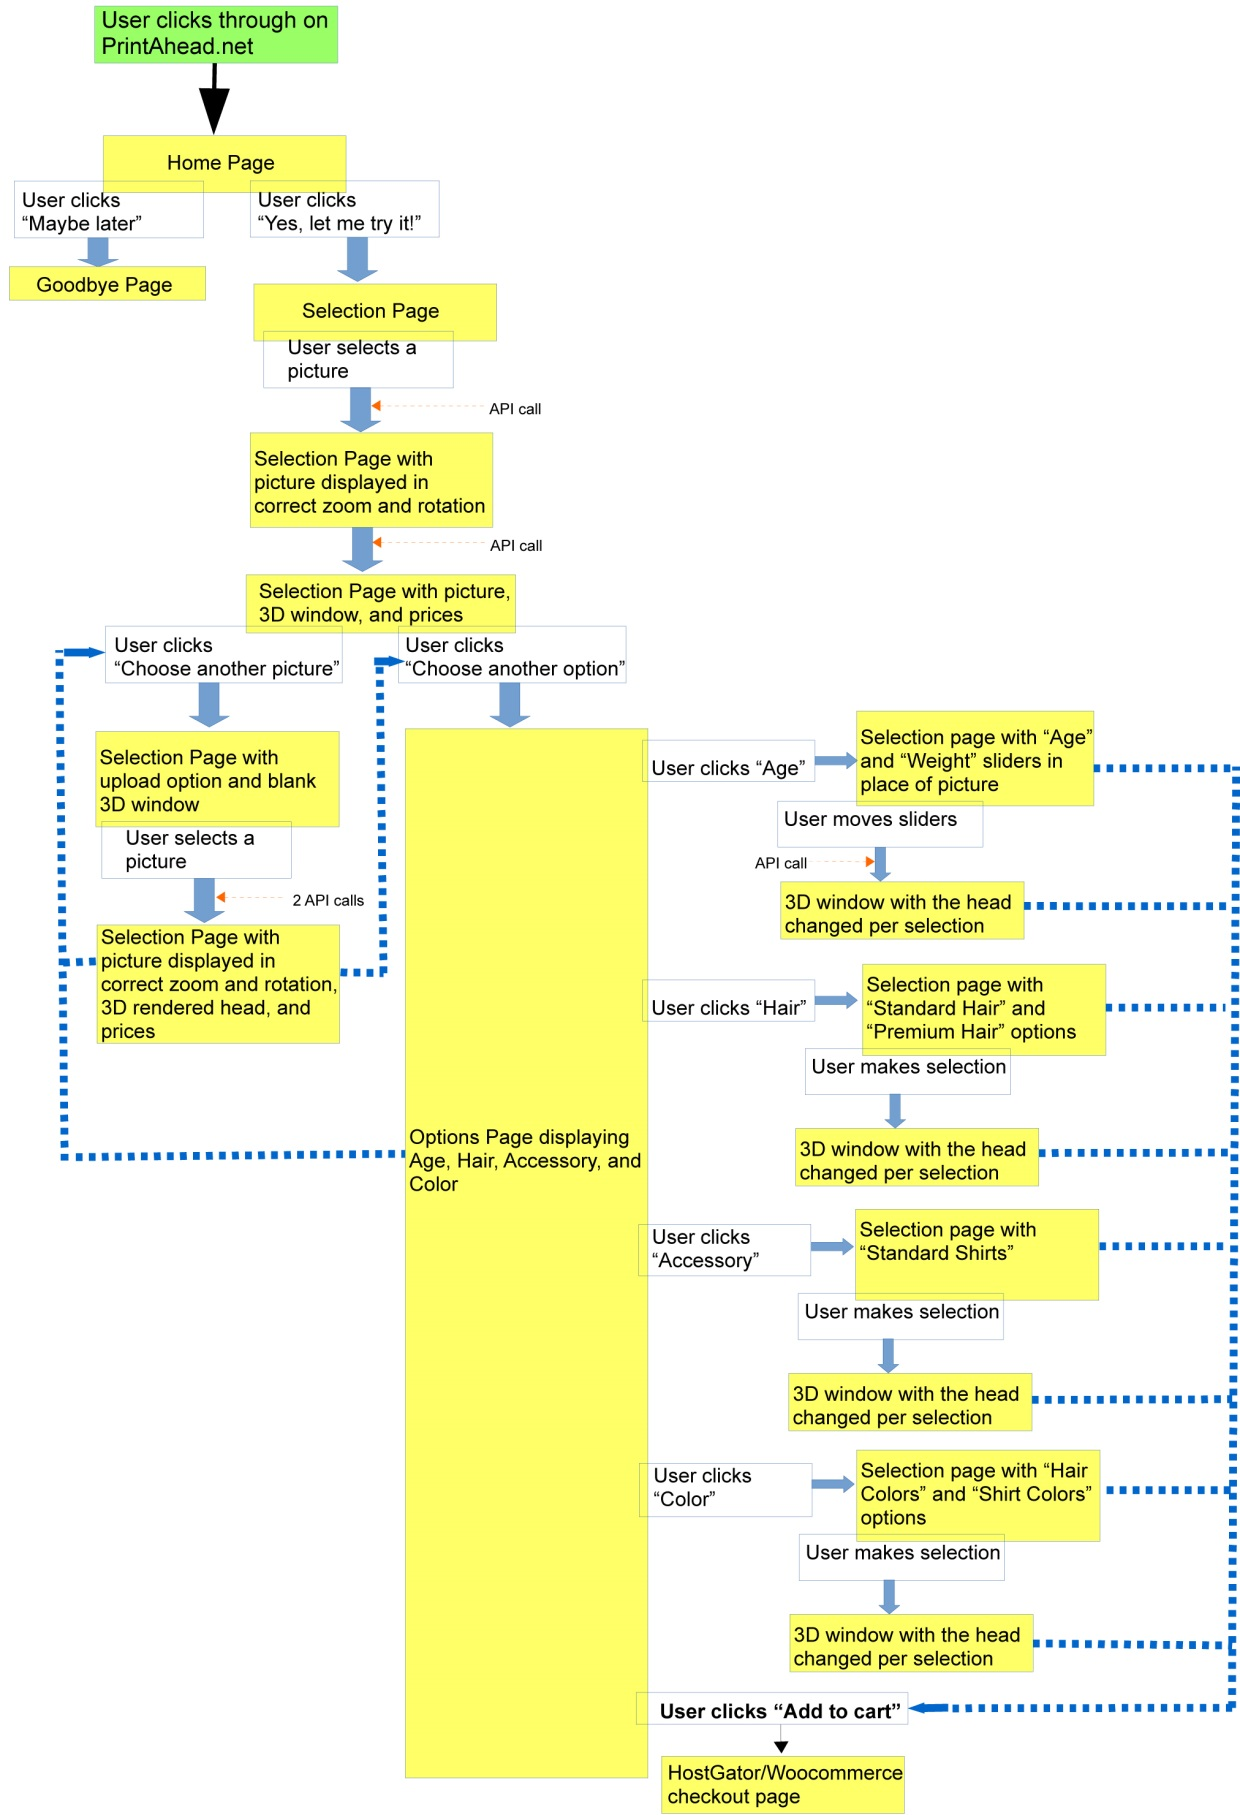 User clicks through on
PrintAhead.net
Home Page
User clicks
“Maybe later”
User clicks
“Yes, let me try it!”
Goodbye Page
Selection Page
User selects a
picture
API call
Selection Page with
picture displayed in
correct zoom and rotation
API call
Selection Page with picture,
3D window, and prices
User clicks
“Choose another picture”
User clicks
“Choose another option”
Selection Page with
upload option and blank
3D window
User selects a
picture
2 API calls
Selection Page with
picture displayed in
correct zoom and rotation,
3D rendered head, and
prices
Options Page displaying
Age, Hair, Accessory, and
Color
User clicks “Age”
Selection page with “Age”
and “Weight” sliders in
place of picture
User moves sliders
API call
3D window with the head
changed per selection
User clicks “Hair”
Selection page with
“Standard Hair” and
“Premium Hair” options
User makes selection
3D window with the head
changed per selection
User clicks
“Accessory”
Selection page with
“Standard Shirts”
User makes selection
3D window with the head
changed per selection
User clicks
“Color”
Selection page with “Hair
Colors” and “Shirt Colors”
options
User makes selection
3D window with the head
changed per selection
User clicks “Add to cart”
HostGator/Woocommerce
checkout page